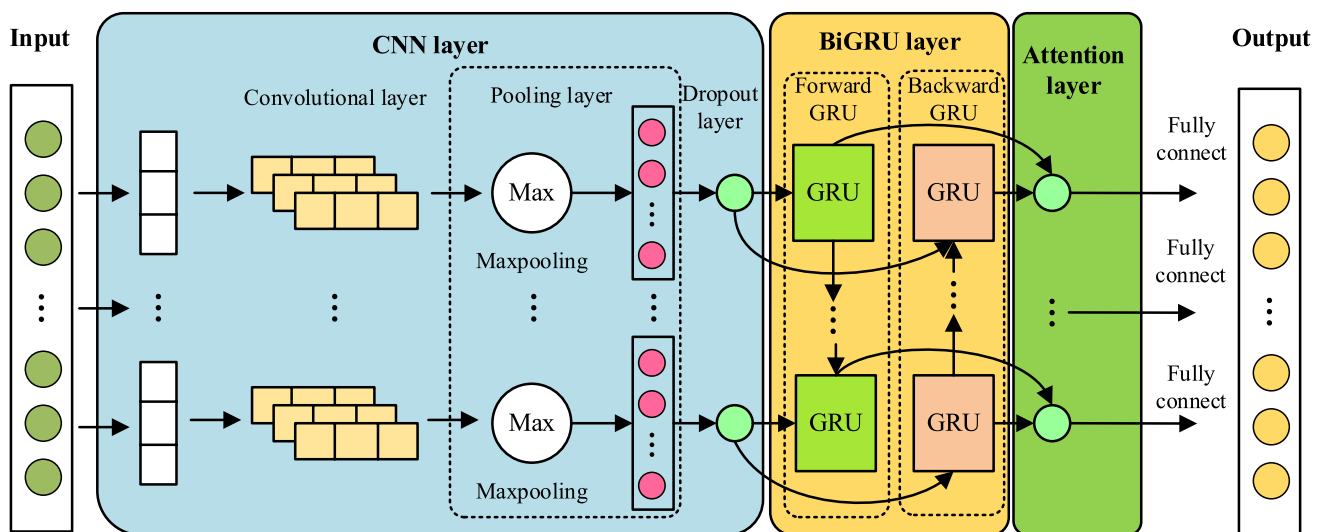 Input
CNN layer
BiGRU layer
Attention
layer
Output
Convolutional layer
Pooling layer
Dropout
layer
Forward
GRU
Backward
GRU
Fully
connect
Max
GRU
GRU
Maxpooling
Fully
connect
Fully
connect
Max
GRU
GRU
Maxpooling